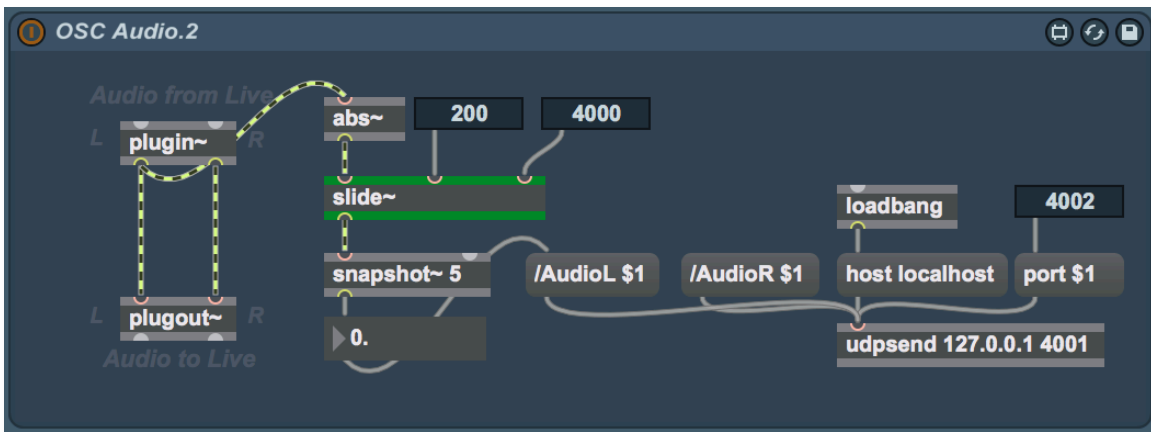 OSC Audio.2
Audio from Live
L
plugin~
R
abs~
200
4000
slide~
loadbang
4002
snapshot~ 5
/AudioL $1
/AudioR $1
host localhost
port $1
L
plugout~
R
0.
udpsend 127.0.0.1 4001
Audio to Live